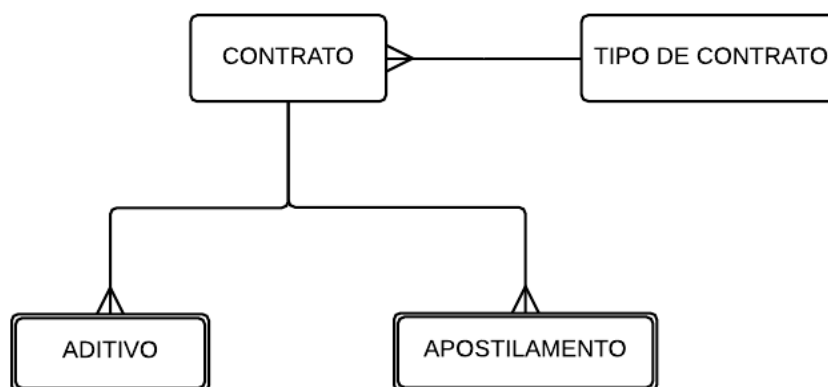 CONTRATO
TIPO DE CONTRATO
ADITIVO
APOSTILAMENTO